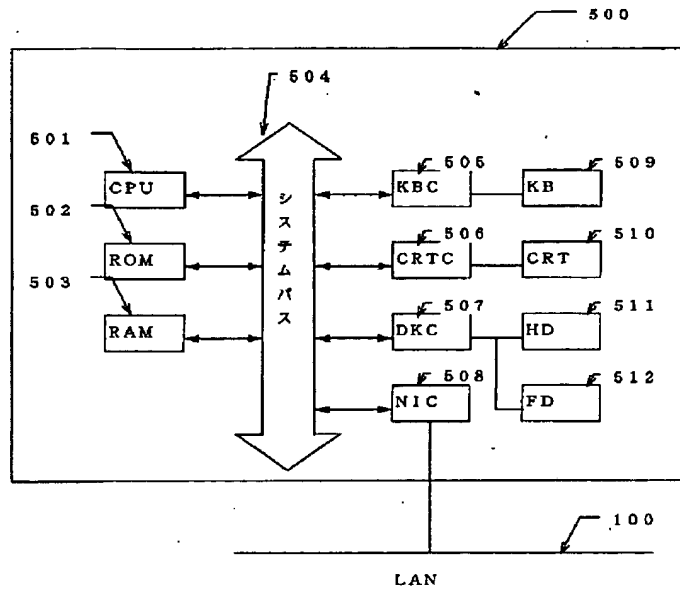 500
504
501
CPU
502
ROM
503
RAM
システムバス
505
KBC
509
KB
506
CRTC
510
CRT
507
DKC
511
HD
508
NIC
512
FD
100
LAN